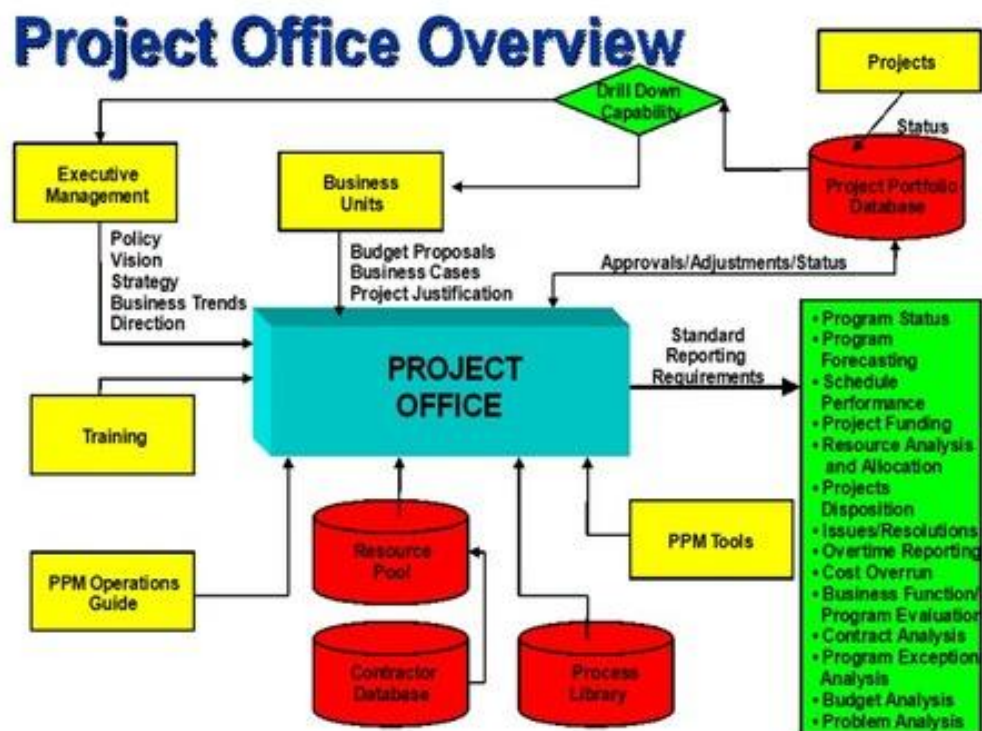 Project Office Overview
Projects
Drill Down
Capability
Status
Executive
Management
Business
Units
Project Portfolio
Database
Policy
Vision
Strategy
Business Trends
Direction
Budget Proposals
Business Cases
Project Justification
Approvals/Adjustments/Status
PROJECT
OFFICE
Standard
Reporting
Requirements
• Program Status
• Program
Forecasting
• Schedule
Performance
• Project Funding
• Resource Analysis
and Allocation
• Projects
Disposition
• Issues/Resolutions
• Overtime Reporting
• Cost Overrun
• Business Function/
Program Evaluation
• Contract Analysis
• Program Exception
Analysis
• Budget Analysis
• Problem Analysis
Training
PPM Operations
Guide
Resource
Pool
Contractor
Database
Process
Library
PPM Tools